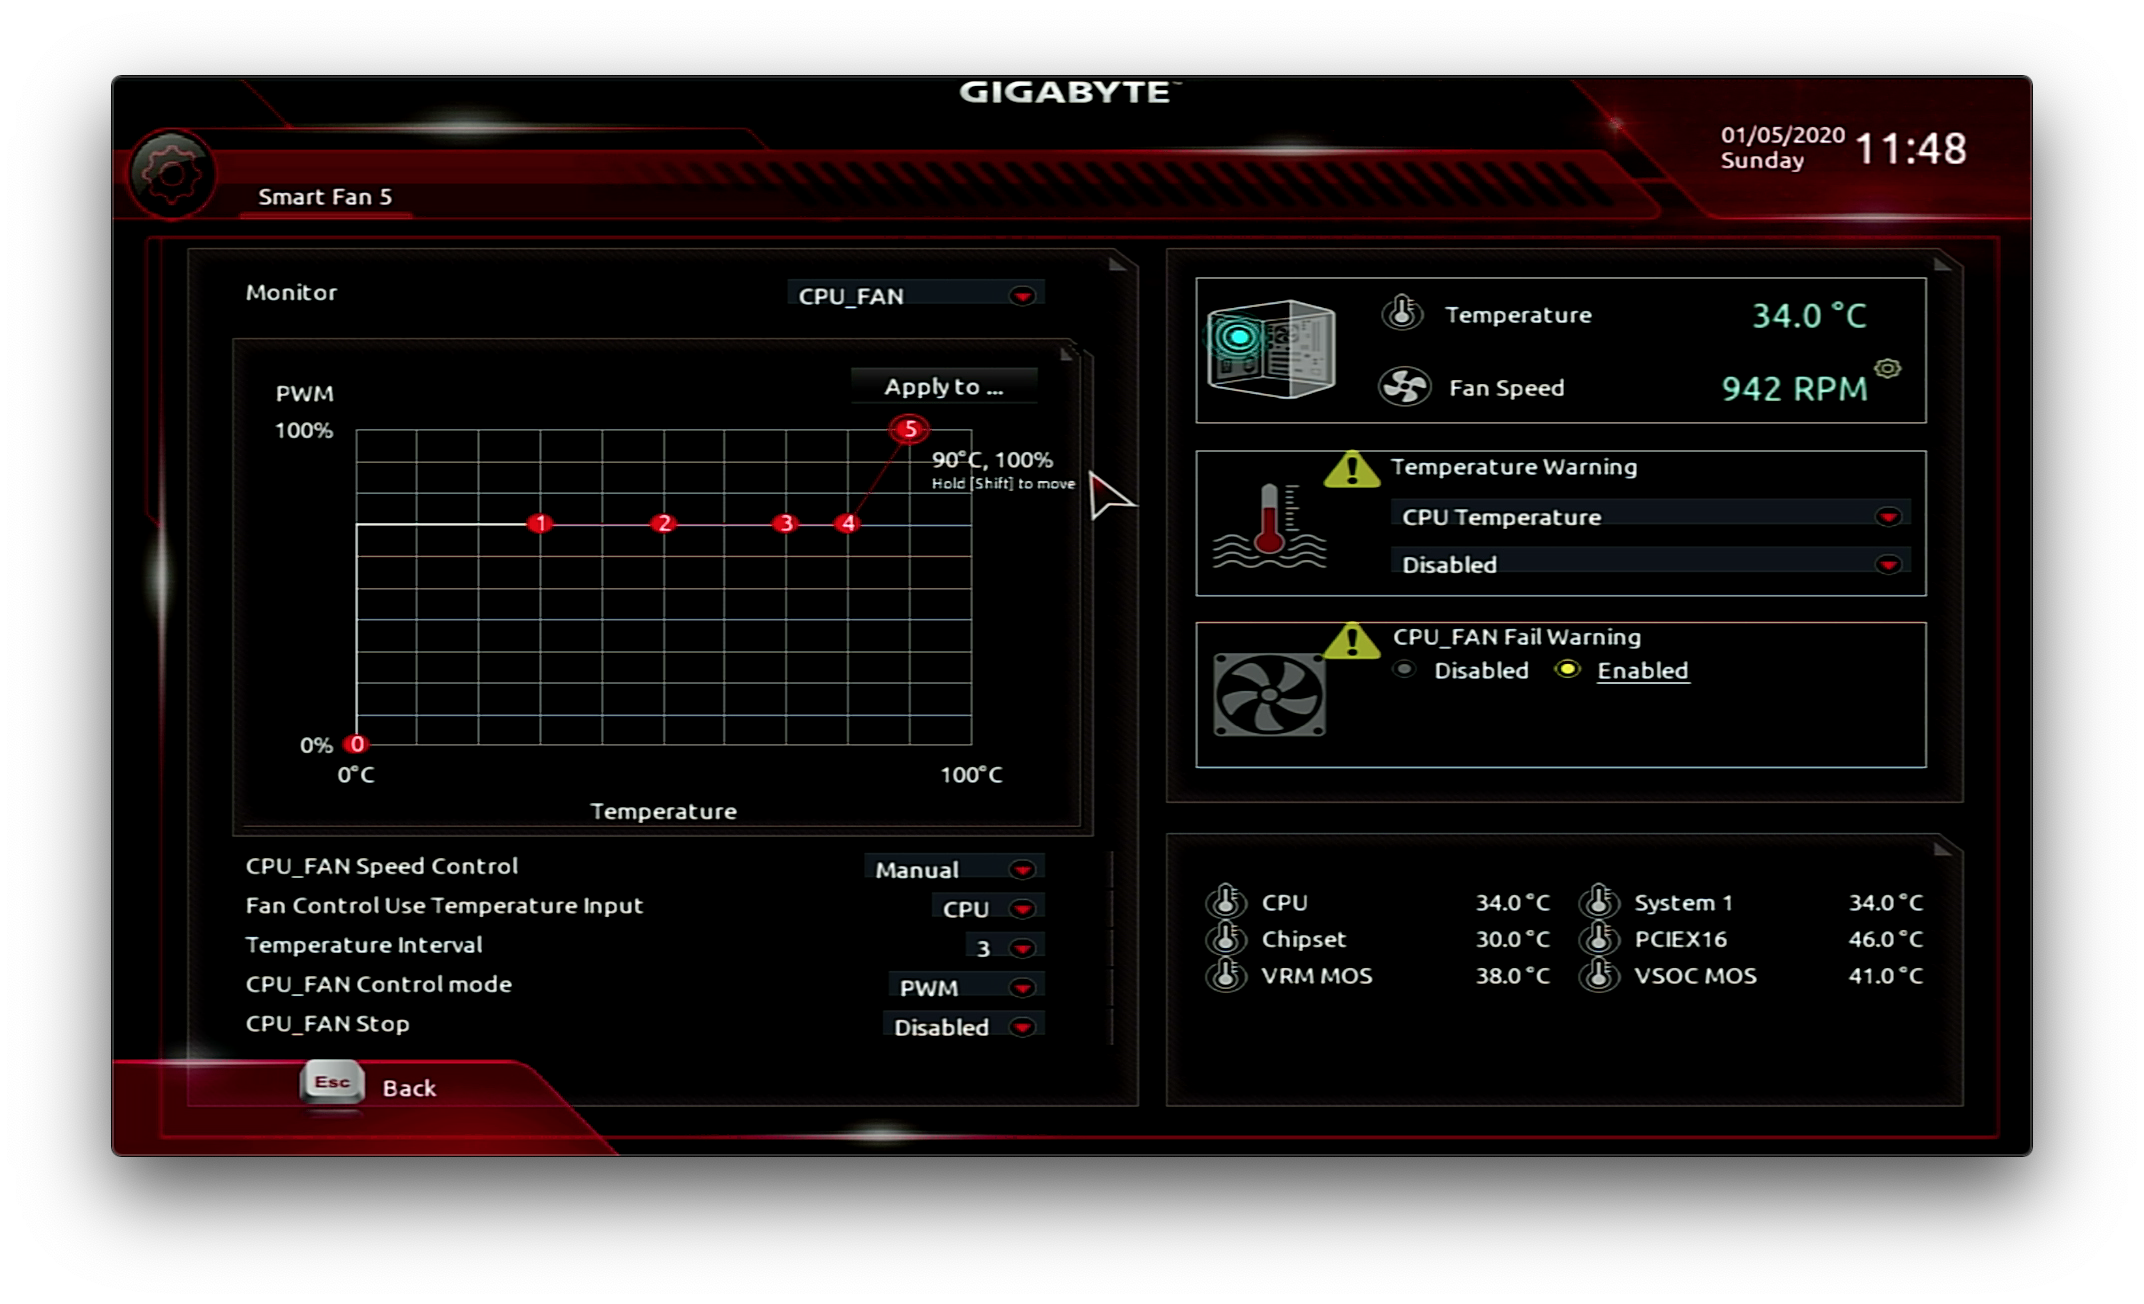 GIGABYTE™
01/05/2020
Sunday
11:48
Smart Fan 5
Monitor
CPU_FAN
PWM
Apply to ...
100%
5
90°C, 100%
Hold [Shift] to move
1 2 3 4
0%
0
0°C
100°C
Temperature
CPU_FAN Speed Control
Manual
Fan Control Use Temperature Input
CPU
Temperature Interval
3
CPU_FAN Control mode
PWM
CPU_FAN Stop
Disabled
Esc
Back
Temperature
34.0 °C
Fan Speed
942 RPM
Temperature Warning
CPU Temperature
Disabled
CPU_FAN Fail Warning
Disabled Enabled
CPU 34.0 °C System 1 34.0 °C
Chipset 30.0 °C PCIEX16 46.0 °C
VRM MOS 38.0 °C VSOC MOS 41.0 °C